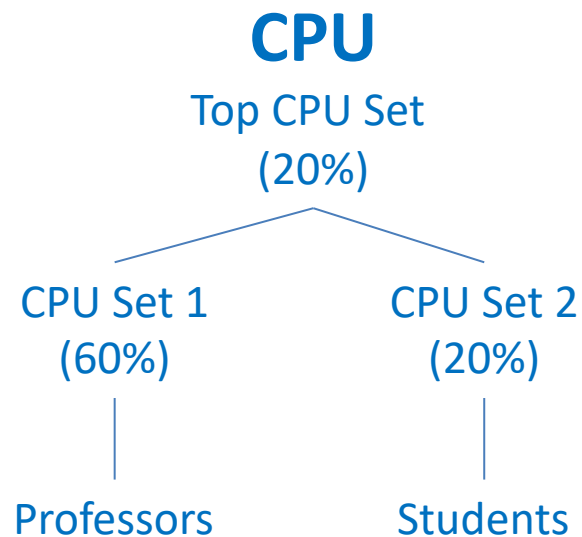 CPU
Top CPU Set
(20%)
CPU Set 1
(60%)
CPU Set 2
(20%)
Professors
Students